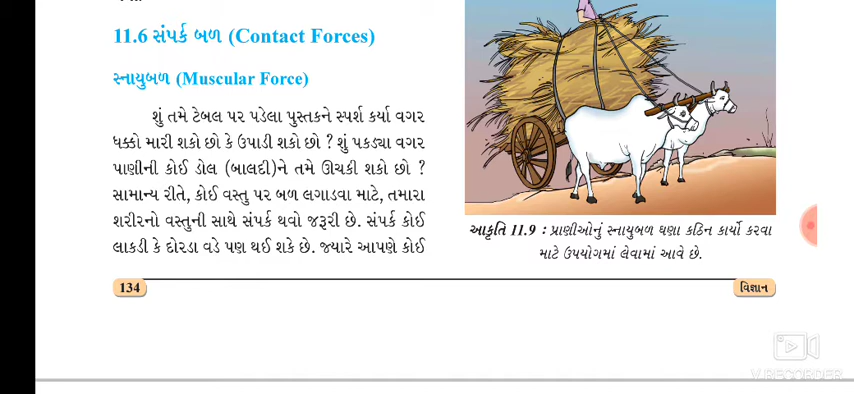 11.6 સંપર્ક બળ (Contact Forces)
સ્નાયુબળ (Muscular Force)
શું તમે ટેબલ પર પડેલા પુસ્તકને સ્પર્શ કર્યા વગર
ધક્કો મારી શકો છો કે ઉપાડી શકો છો ? શું પકડ્યા વગર
પાણીની કોઈ ડોલ (બાલદી)ને તમે ઊચકી શકો છો ?
સામાન્ય રીતે, કોઈ વસ્તુ પર બળ લગાડવા માટે, તમારા
શરીરનો વસ્તુની સાથે સંપર્ક થવો જરૂરી છે. સંપર્ક કોઈ
લાકડી કે દોરડા વડે પણ થઈ શકે છે. જ્યારે આપણે કોઈ
આકૃતિ 11.9 : પ્રાણીઓનું સ્નાયુબળ ઘણા કઠિન કાર્યો કરવા
માટે ઉપયોગમાં લેવામાં આવે છે.
134
વિજ્ઞાન
V.RECORDER